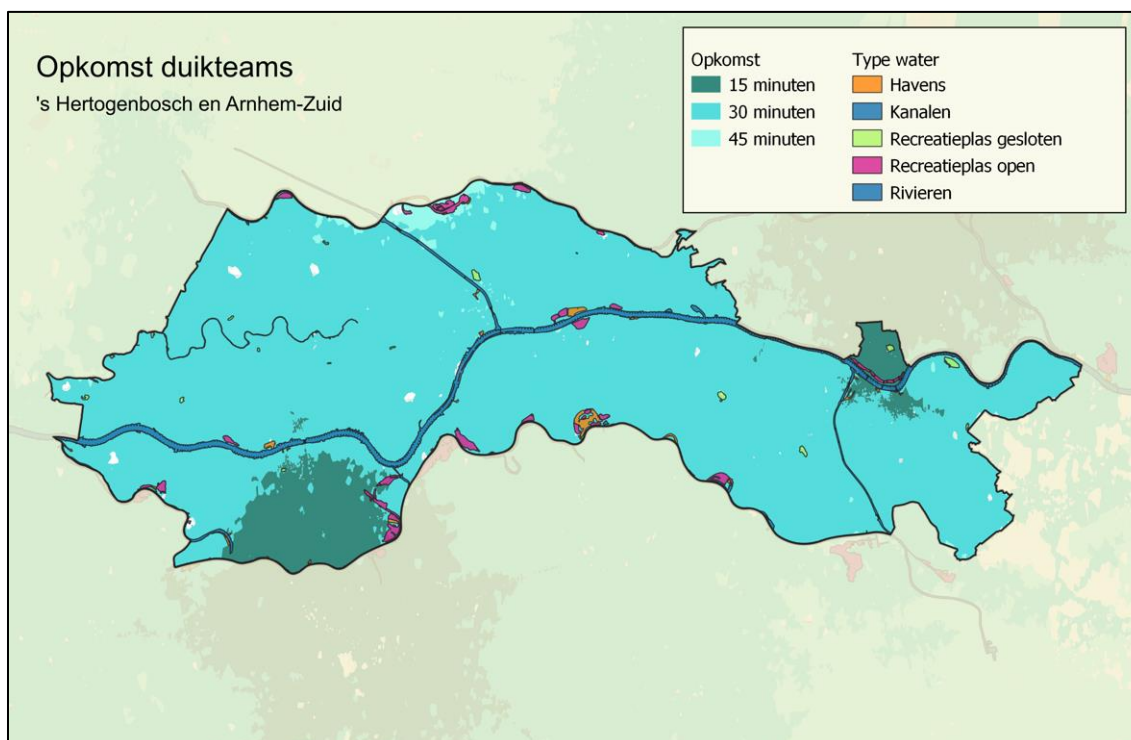 Opkomst duikteams
's Hertogenbosch en Arnhem-Zuid
Opkomst
15 minuten
30 minuten
45 minuten
Type water
Havens
Kanalen
Recreatieplas gesloten
Recreatieplas open
Rivieren